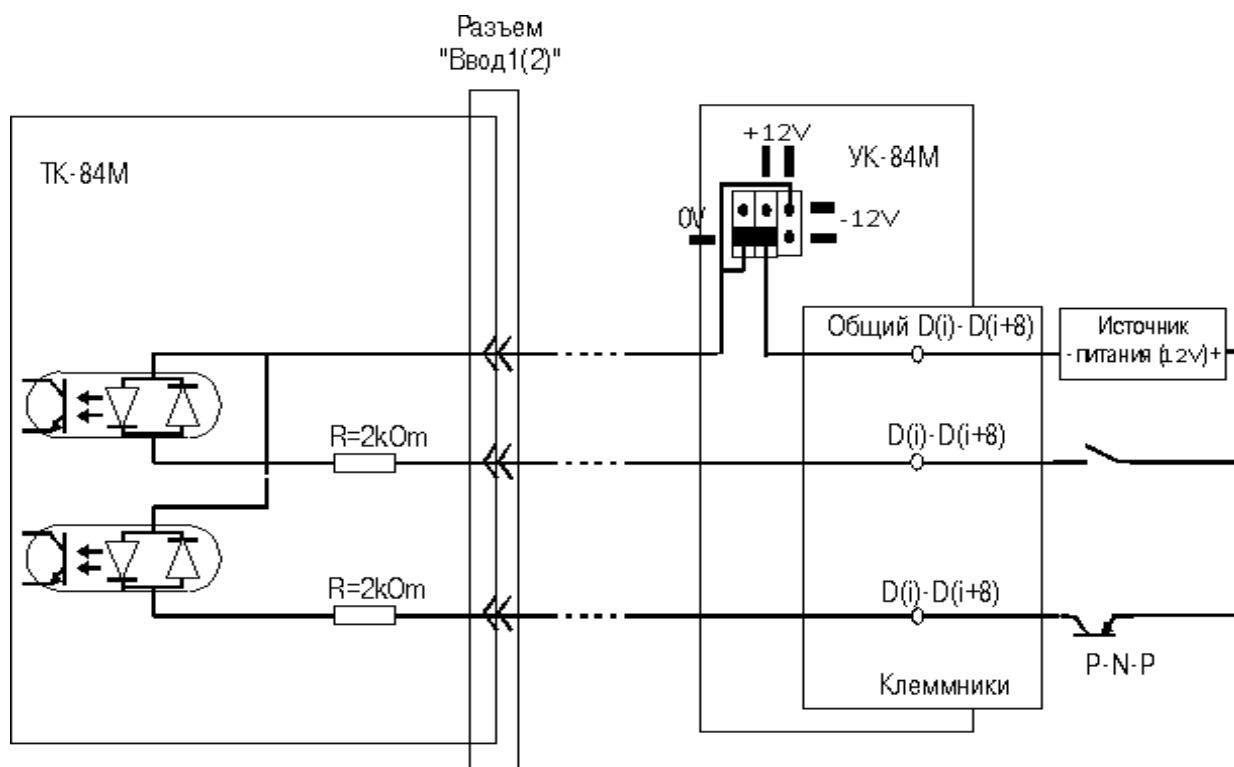 Разъем
"Ввод1(2)"
+12V
ТК-84М
УК-84М
0V
-12V
Общий D(i)-D(i+8)
Источник
- питания (12V)+
R=2kOm
D(i)-D(i+8)
R=2kOm
D(i)-D(i+8)
P-N-P
Клеммники